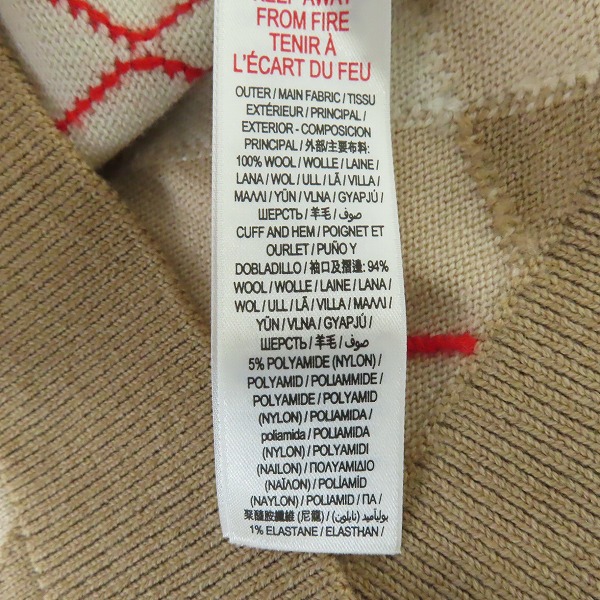 KEEP AWAY
FROM FIRE
TENIR À
L'ÉCART DU FEU
OUTER / MAIN FABRIC / TISSU
EXTÉRIEUR / PRINCIPAL /
EXTERIOR - COMPOSICION
PRINCIPAL / 外部/主要布料:
100% WOOL / WOLLE / LAINE /
LANA / WOL / ULL / LÃ / VILLA /
ΜΑΛΛΙ / YÜN / VLNA / GYAPJÚ /
ШЕРСТЬ / 羊毛 / صوف
CUFF AND HEM / POIGNET ET
OURLET / PUÑO Y
DOBLADILLO / 袖口及摺邊: 94%
WOOL / WOLLE / LAINE / LANA /
WOL / ULL / LÃ / VILLA / ΜΑΛΛΙ /
YÜN / VLNA / GYAPJÚ /
ШЕРСТЬ / 羊毛 / صوف /
5% POLYAMIDE (NYLON) /
POLYAMID / POLIAMMIDE /
POLYAMIDE / POLYAMID
(NYLON) / POLIAMIDA /
poliamida / POLIAMIDA
(NYLON) / POLYAMIDI
(NAILON) / ΠΟΛΥΑΜΙΔΙΟ
(ΝΑΪΛΟΝ) / POLİAMİD
(NAYLON) / POLIAMID / ПА /
聚醯胺纖維 (尼龍) / بولياميد (نايلون) /
1% ELASTANE / ELASTHAN /